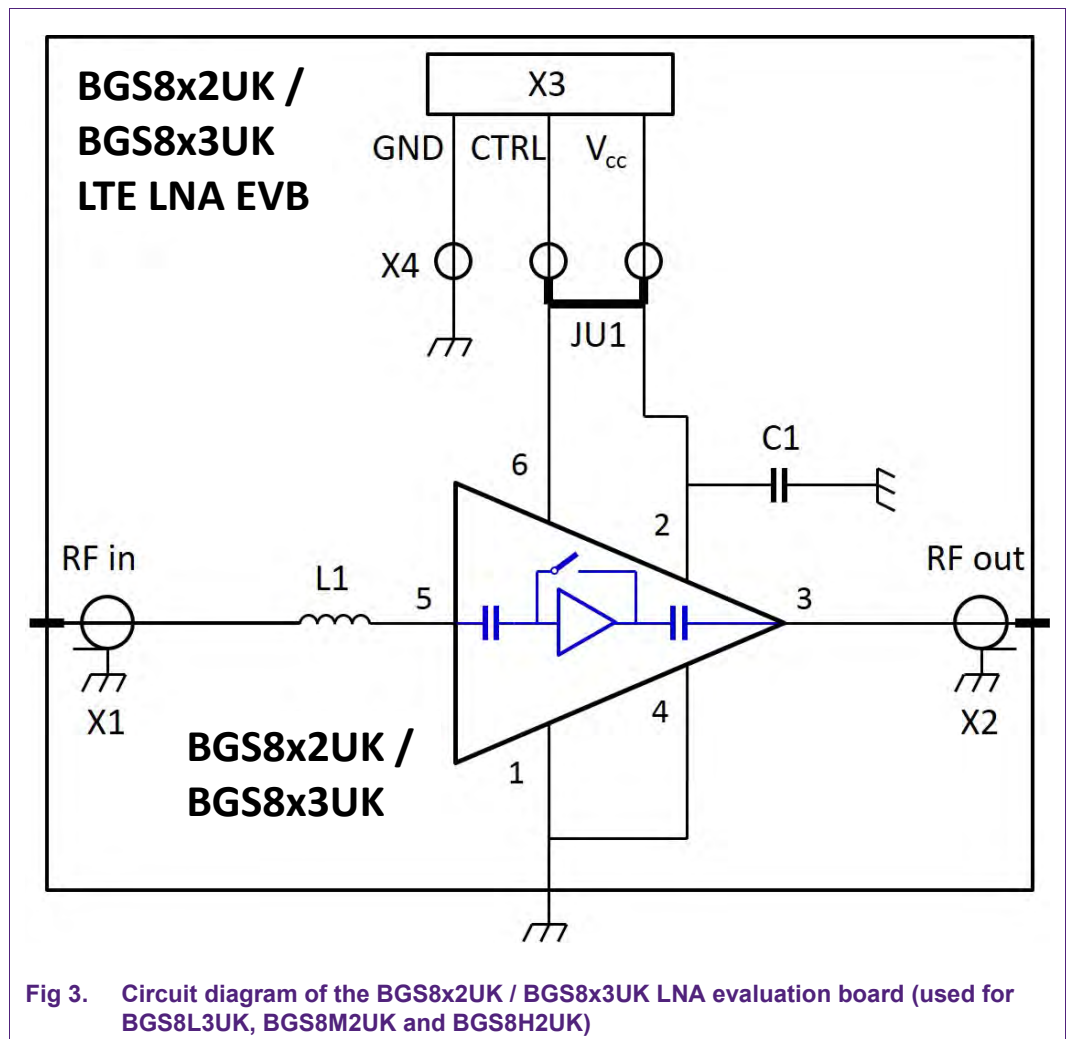 BGS8x2UK /
BGS8x3UK
LTE LNA EVB
X3
GND CTRL Vcc
X4
JU1
C1
6
2
RF in
L1
5
3
RF out
X1
4
X2
BGS8x2UK /
BGS8x3UK
1
Fig 3. Circuit diagram of the BGS8x2UK / BGS8x3UK LNA evaluation board (used for
BGS8L3UK, BGS8M2UK and BGS8H2UK)